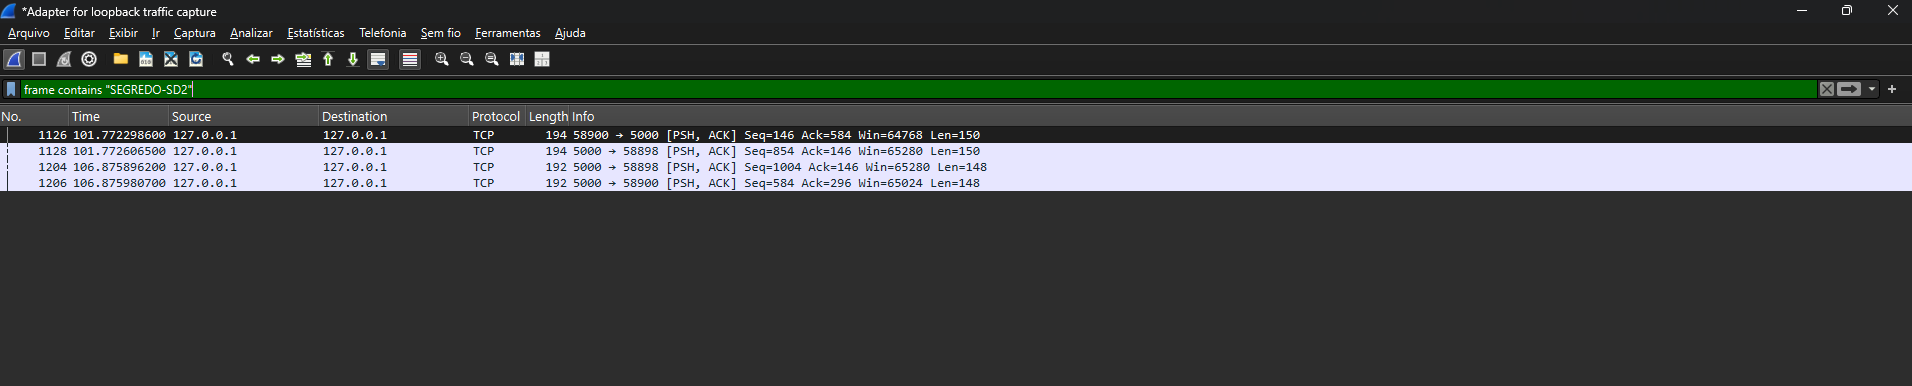 *Adapter for loopback traffic capture
Arquivo Editar Exibir Ir Captura Analizar Estatísticas Telefonia Sem fio Ferramentas Ajuda
frame contains "SEGREDO-SD2"
No. Time Source Destination Protocol Length Info
1126 101.772298600 127.0.0.1 127.0.0.1 TCP 194 58900 → 5000 [PSH, ACK] Seq=146 Ack=584 Win=64768 Len=150
1128 101.772606500 127.0.0.1 127.0.0.1 TCP 194 5000 → 58898 [PSH, ACK] Seq=854 Ack=146 Win=65280 Len=150
1204 106.875896200 127.0.0.1 127.0.0.1 TCP 192 5000 → 58898 [PSH, ACK] Seq=1004 Ack=146 Win=65280 Len=148
1206 106.875980700 127.0.0.1 127.0.0.1 TCP 192 5000 → 58900 [PSH, ACK] Seq=584 Ack=296 Win=65024 Len=148